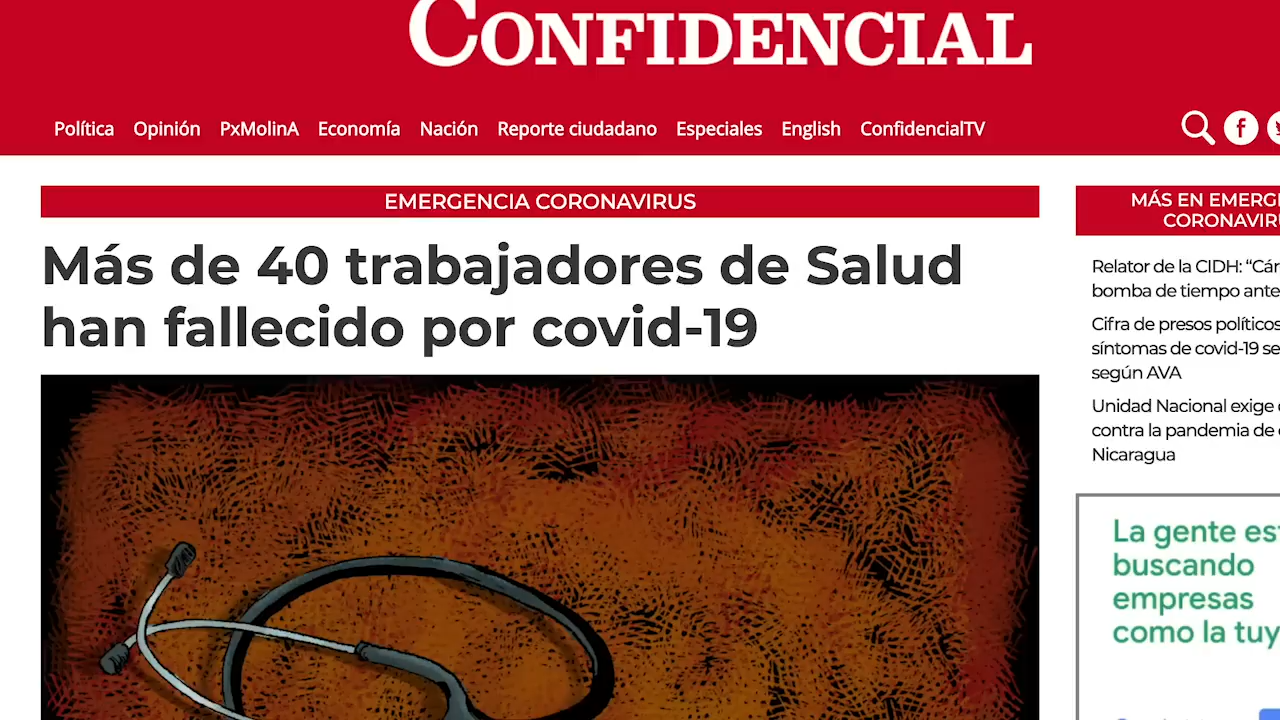 CONFIDENCIAL
Política Opinión PxMolinA Economía Nación Reporte ciudadano Especiales English ConfidencialTV
EMERGENCIA CORONAVIRUS
Más de 40 trabajadores de Salud
han fallecido por covid-19
MÁS EN
Relator de la CIDH:
bomba de tiempo ante
Cifra de presos políticos
síntomas de covid-19 se
según AVA
Unidad Nacional exige
contra la pandemia de
Nicaragua
La gente
buscando
empresas
como la